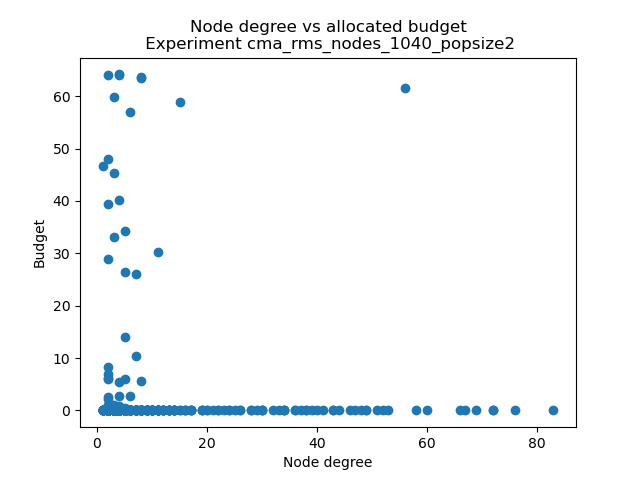 Node degree vs allocated budget
Experiment cma_rms_nodes_1040_popsize2
60
50
40
30
20
10
0
Budget
0 20 40 60 80
Node degree